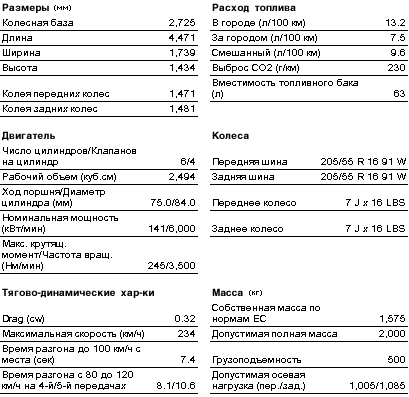 Размеры (мм)
Колесная база 2,725
Длина 4,471
Ширина 1,739
Высота 1,434
Колея передних колес 1,471
Колея задних колес 1,481
Расход топлива
В городе (л/100 км) 13.2
За городом (л/100 км) 7.5
Смешанный (л/100 км) 9.6
Выброс CO2 (г/км) 230
Вместимость топливного бака
(л) 63
Двигатель
Число цилиндров/Клапанов
на цилиндр 6/4
Рабочий объем (куб.см) 2,494
Ход поршня/Диаметр
цилиндра (мм) 75.0/84.0
Номинальная мощность
(кВт/мин) 141/6,000
Макс. крутящ.
момент/Частота вращ.
(Нм/мин) 245/3,500
Колеса
Передняя шина 205/55 R 16 91 W
Задняя шина 205/55 R 16 91 W
Переднее колесо 7 J x 16 LBS
Заднее колесо 7 J x 16 LBS
Тягово-динамические хар-ки
Drag (cw) 0.32
Максимальная скорость (км/ч) 234
Время разгона до 100 км/ч с
места (сек) 7.4
Время разгона с 80 до 120
км/ч на 4-й/5-й передачах 8.1/10.6
Масса (кг)
Собственная масса по
нормам ЕС 1,575
Допустимая полная масса 2,000
Грузоподъемность 500
Допустимая осевая
нагрузка (пер./зад.) 1,005/1,085